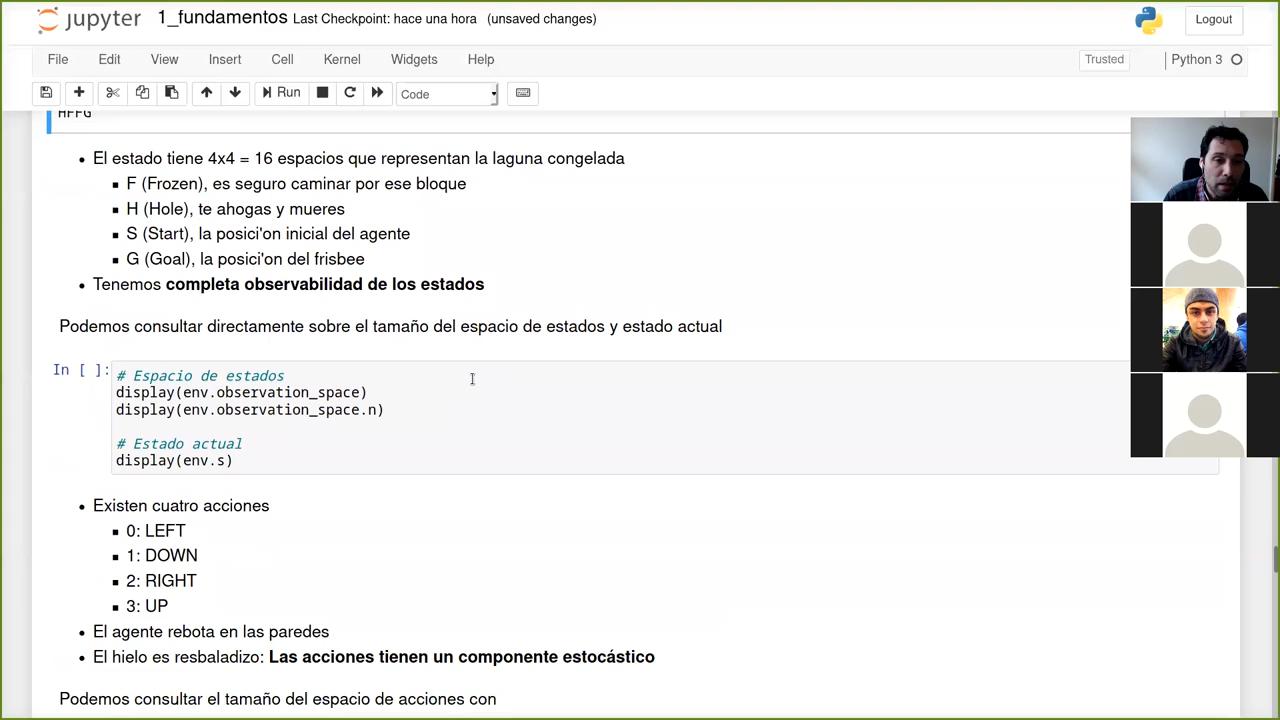 jupyter 1_fundamentos Last Checkpoint: hace una hora (unsaved changes) Logout
File Edit View Insert Cell Kernel Widgets Help Trusted Python 3
Run Code
HFFG
El estado tiene 4x4 = 16 espacios que representan la laguna congelada
F (Frozen), es seguro caminar por ese bloque
H (Hole), te ahogas y mueres
S (Start), la posici'on inicial del agente
G (Goal), la posici'on del frisbee
Tenemos completa observabilidad de los estados
Podemos consultar directamente sobre el tamaño del espacio de estados y estado actual
In [ ]: # Espacio de estados
display(env.observation_space)
display(env.observation_space.n)
# Estado actual
display(env.s)
Existen cuatro acciones
0: LEFT
1: DOWN
2: RIGHT
3: UP
El agente rebota en las paredes
El hielo es resbaladizo: Las acciones tienen un componente estocástico
Podemos consultar el tamaño del espacio de acciones con